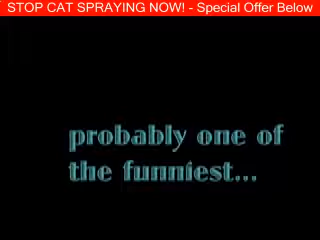 STOP CAT SPRAYING NOW! - Special Offer Below
probably one of
the funniest...